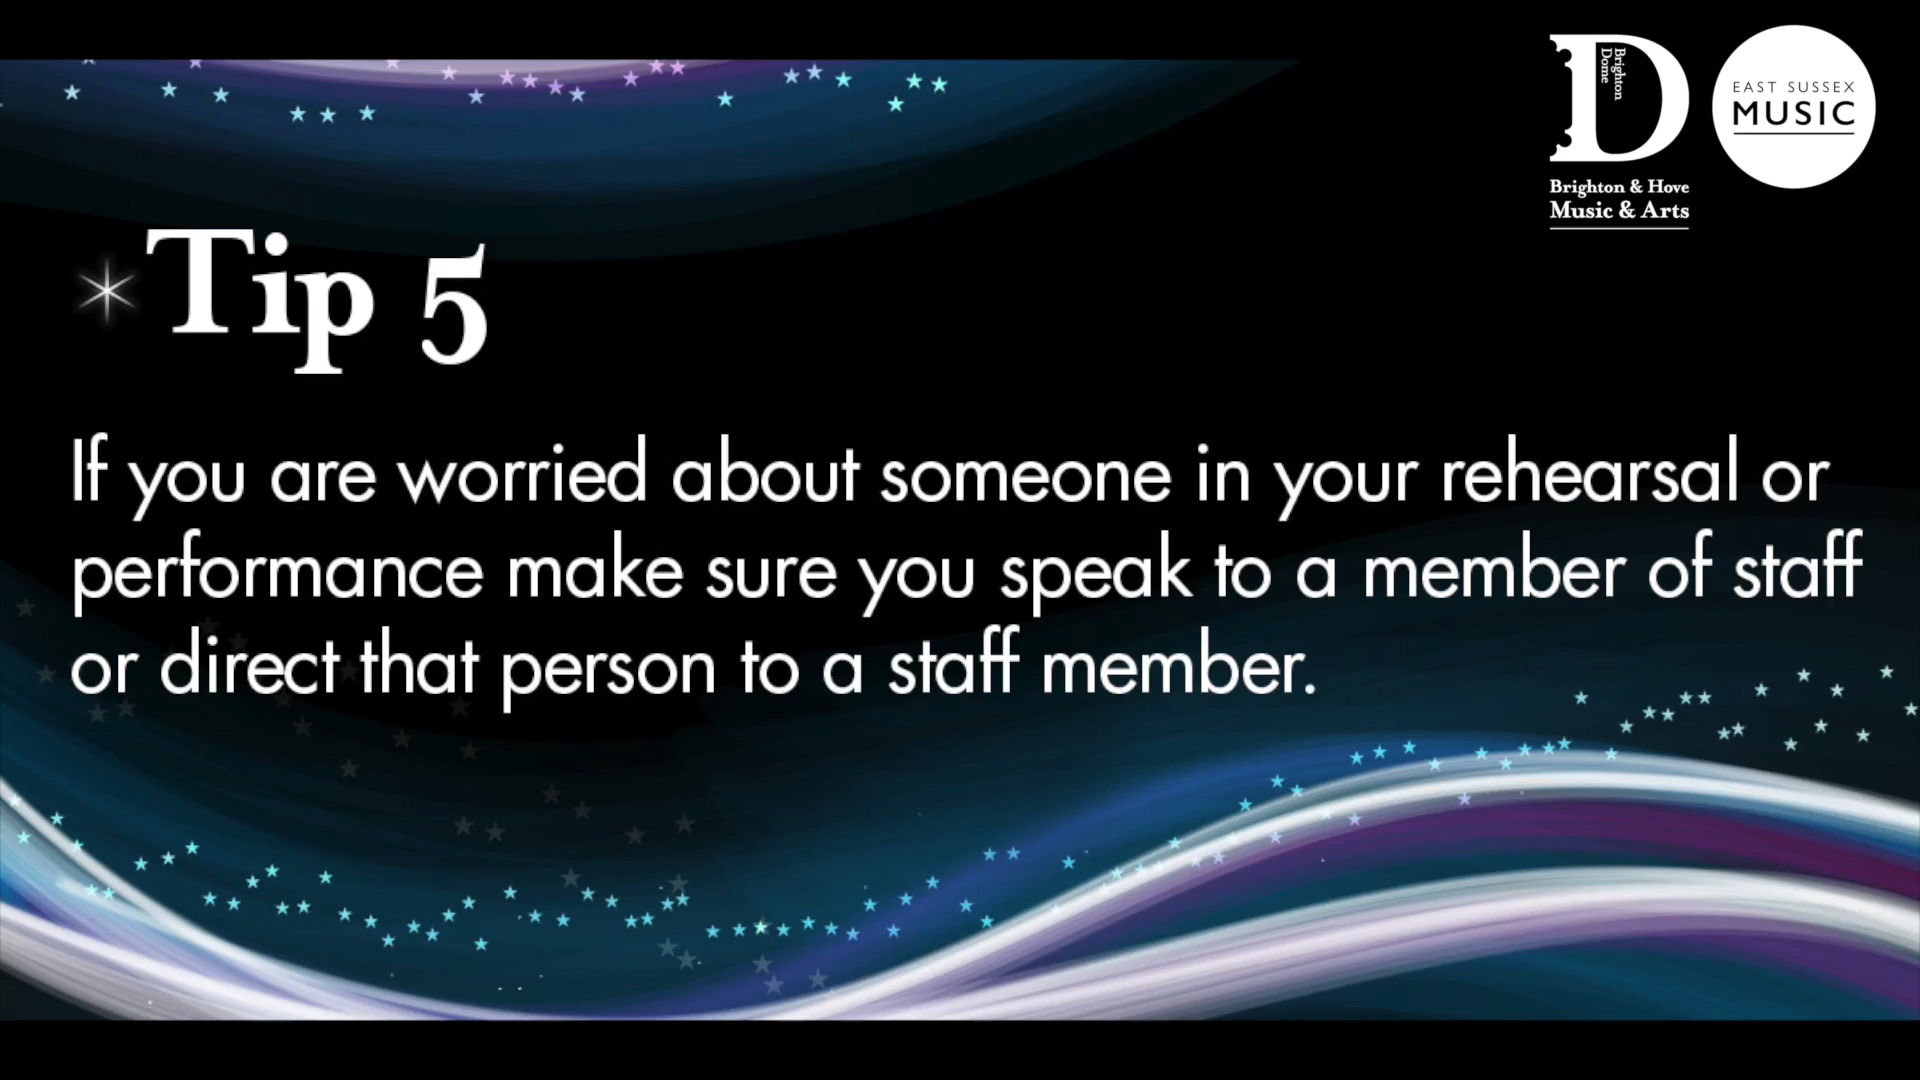 Brighton
Dome
Brighton & Hove
Music & Arts
EAST SUSSEX
MUSIC
Tip 5
If you are worried about someone in your rehearsal or
performance make sure you speak to a member of staff
or direct that person to a staff member.